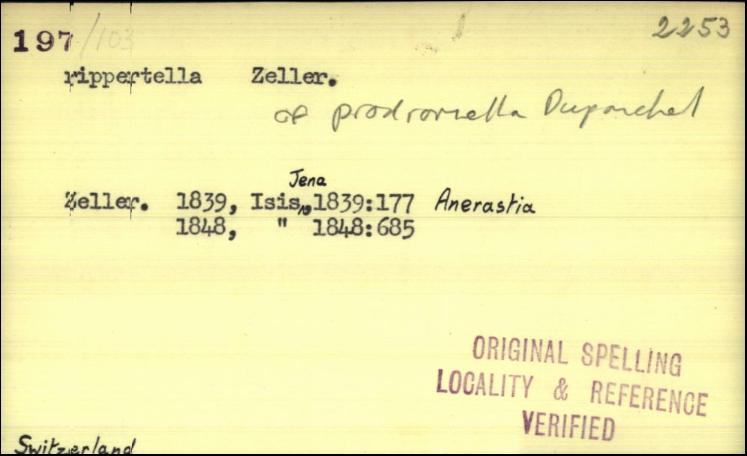 197/103 2253
rippertella Zeller.
of prodromella Duponchel
Jena
Zeller. 1839, Isis, 1839:177 Anerastia
1848, " 1848:685
ORIGINAL SPELLING
LOCALITY & REFERENCE
VERIFIED
Switzerland